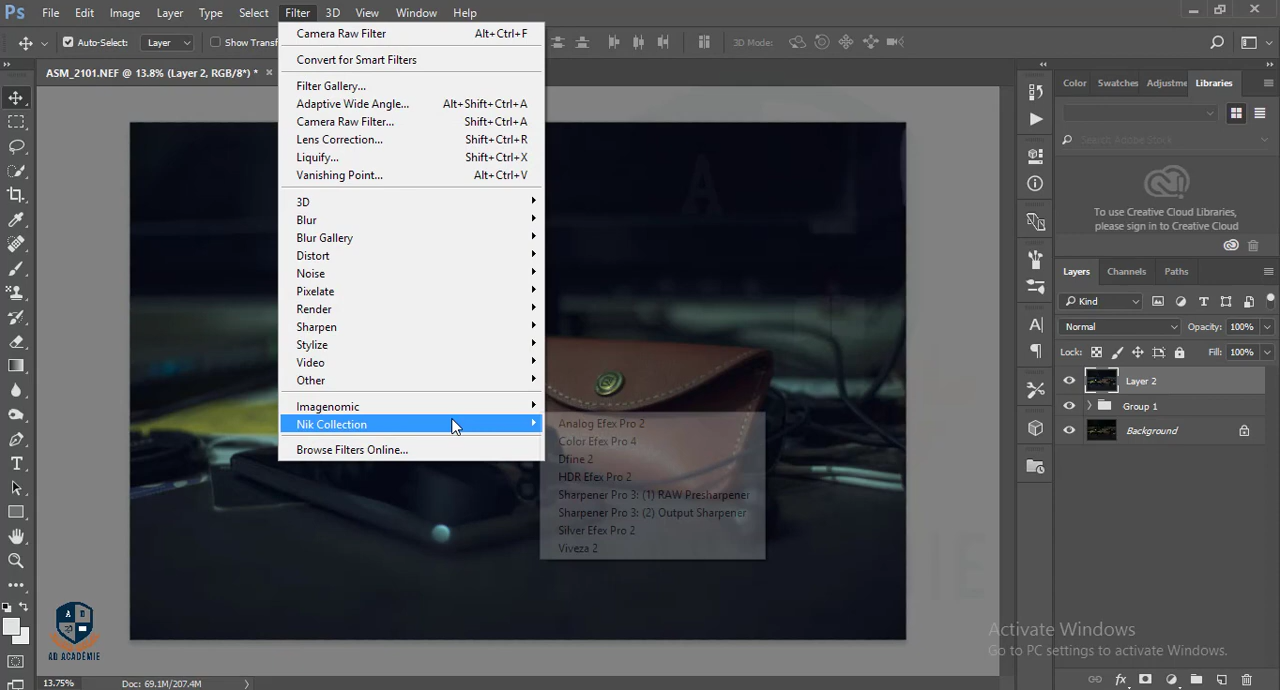 Ps File Edit Image Layer Type Select Filter 3D View Window Help
Auto-Select: Layer Show Transf 3D Mode:
ASM_2101.NEF @ 13.8% (Layer 2, RGB/8*) *
Camera Raw Filter Alt+Ctrl+F
Convert for Smart Filters
Filter Gallery...
Adaptive Wide Angle... Alt+Shift+Ctrl+A
Camera Raw Filter... Shift+Ctrl+A
Lens Correction... Shift+Ctrl+R
Liquify... Shift+Ctrl+X
Vanishing Point... Alt+Ctrl+V
3D
Blur
Blur Gallery
Distort
Noise
Pixelate
Render
Sharpen
Stylize
Video
Other
Imagenomic
Nik Collection
Browse Filters Online...
Analog Efex Pro 2
Color Efex Pro 4
Dfine 2
HDR Efex Pro 2
Sharpener Pro 3: (1) RAW Presharpener
Sharpener Pro 3: (2) Output Sharpener
Silver Efex Pro 2
Viveza 2
Color Swatches Adjustme Libraries
Search Adobe Stock
To use Creative Cloud Libraries,
please sign in to Creative Cloud
Layers Channels Paths
Kind
Normal Opacity: 100%
Lock: Fill: 100%
Layer 2
Group 1
Background
A D
AD ACADÉMIE
Activate Windows
Go to PC settings to activate Windows.
13.75% Doc: 69.1M/207.4M